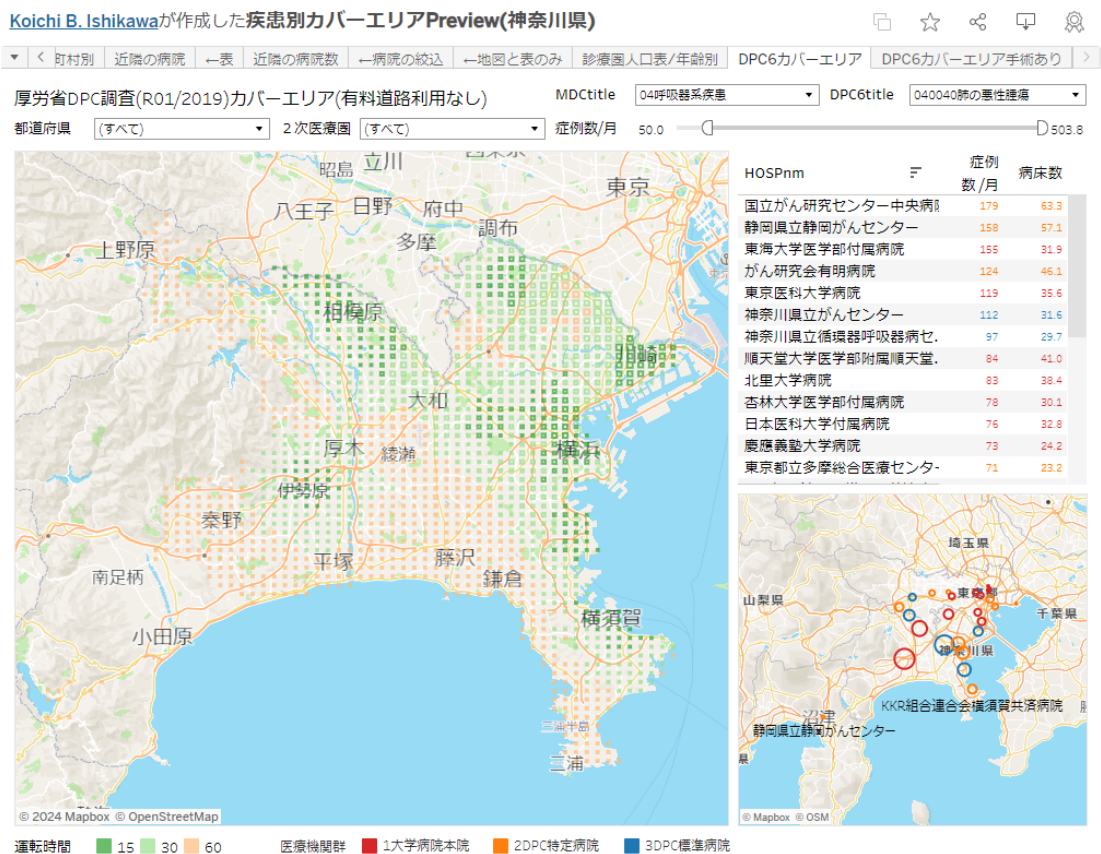 Koichi B. Ishikawaが作成した疾患別カバーエリアPreview(神奈川県)
町村別 近隣の病院 ←表 近隣の病院数 ←病院の絞込 ←地図と表のみ 診療圏人口表/年齢別 DPC6カバーエリア DPC6カバーエリア手術あり
厚労省DPC調査(R01/2019)カバーエリア(有料道路利用なし)
MDCtitle 04呼吸器系疾患 DPC6title 040040肺の悪性腫瘍
都道府県 (すべて) 2次医療圏 (すべて) 症例数/月 50.0 503.8
立川
昭島
東京
八王子 日野 府中
調布
多摩
上野原
相模原
川崎
大和
厚木 綾瀬 横浜
伊勢原
秦野
平塚 藤沢
南足柄 鎌倉
横須賀
小田原
三浦半島
三浦
© 2024 Mapbox © OpenStreetMap
HOSPnm 症例数/月 病床数
国立がん研究センター中央病院 179 63.3
静岡県立静岡がんセンター 158 57.1
東海大学医学部付属病院 155 31.9
がん研究会有明病院 124 46.1
東京医科大学病院 119 35.6
神奈川県立がんセンター 112 31.6
神奈川県立循環器呼吸器病セ. 97 29.7
順天堂大学医学部附属順天堂. 84 41.0
北里大学病院 83 38.4
杏林大学医学部付属病院 78 30.1
日本医科大学付属病院 76 32.8
慶應義塾大学病院 73 24.2
東京都立多摩総合医療センタ- 71 23.2
埼玉県
山梨県 東京都
千葉県
神奈川県
KKR組合連合会横須賀共済病院
沼津
静岡県立静岡がんセンター
© Mapbox © OSM
運転時間 15 30 60 医療機関群 1大学病院本院 2DPC特定病院 3DPC標準病院